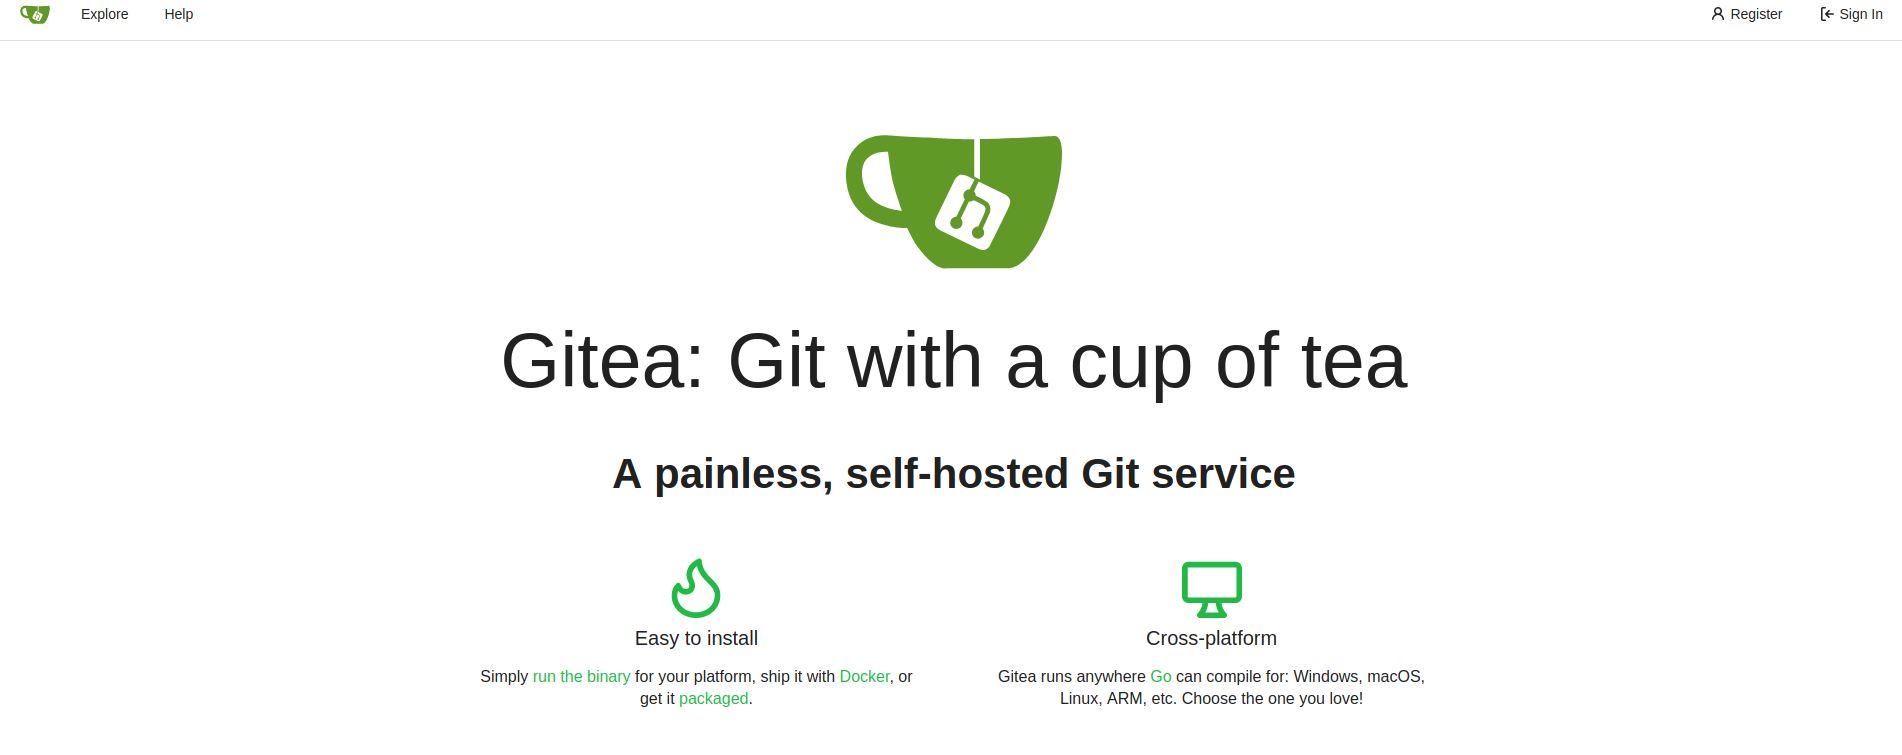 Explore Help Register Sign In
Gitea: Git with a cup of tea
A painless, self-hosted Git service
Easy to install
Simply run the binary for your platform, ship it with Docker, or
get it packaged.
Cross-platform
Gitea runs anywhere Go can compile for: Windows, macOS,
Linux, ARM, etc. Choose the one you love!